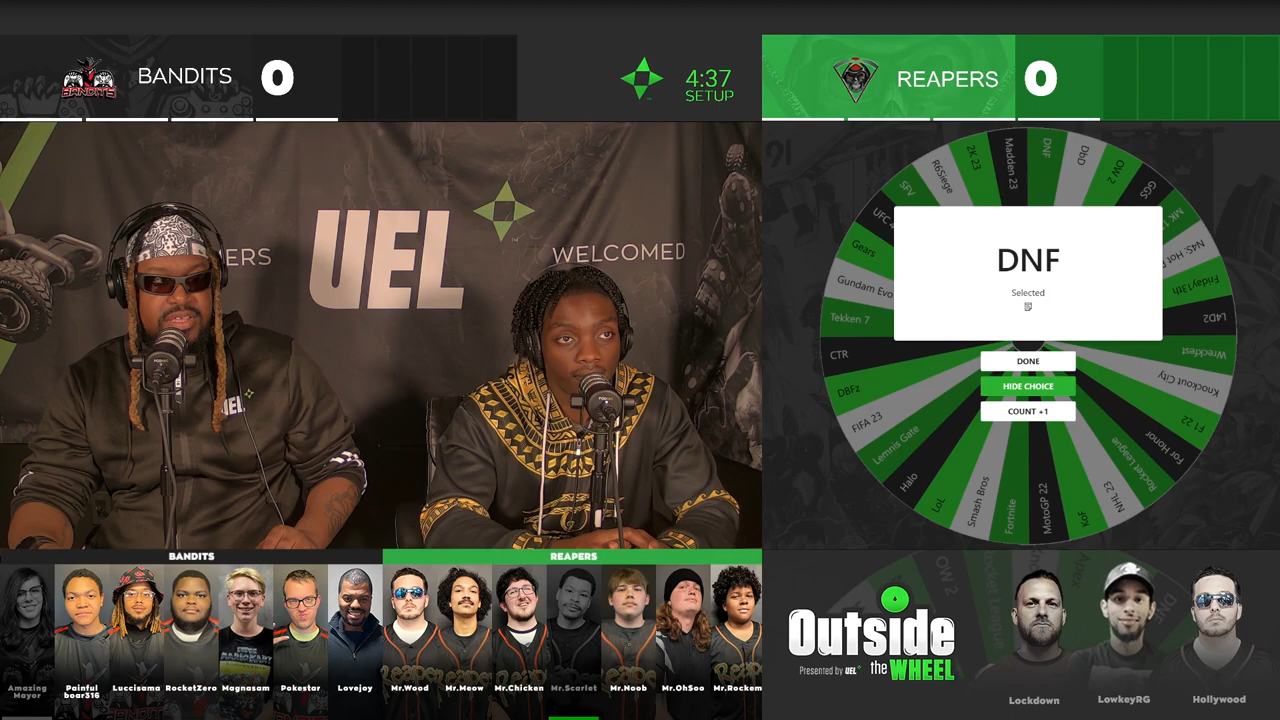 BANDITS
BANDITS
0
4:37
SETUP
REAPERS
0
ERS
UEL
WELCOMED
UEL
DNF
DbD
OW 2
GGS
MK
N4S: Hot
Friday13th
L4D2
Wreckfest
Knockout City
F1 22
For Honor
Rocket League
NHL 23
KoF
MotoGP 22
Fortnite
Smash Bros
LoL
Halo
Lemnis Gate
FIFA 23
DBFz
CTR
Tekken 7
Gundam Evo
Gears
UFC
SFV
R6Siege
2K 23
Madden 23
DNF
Selected
DONE
HIDE CHOICE
COUNT +1
BANDITS
REAPERS
Amazing Mayor
Painful boar316
Luccisama
RocketZero
Magnasam
Pokestar
Lovejoy
Mr.Wood
Mr.Meow
Mr.Chicken
Mr.Scarlet
Mr.Noob
Mr.OhSoo
Mr.Rockem
Outside
the WHEEL
Presented by UEL
Lockdown
LowkeyRG
Hollywood